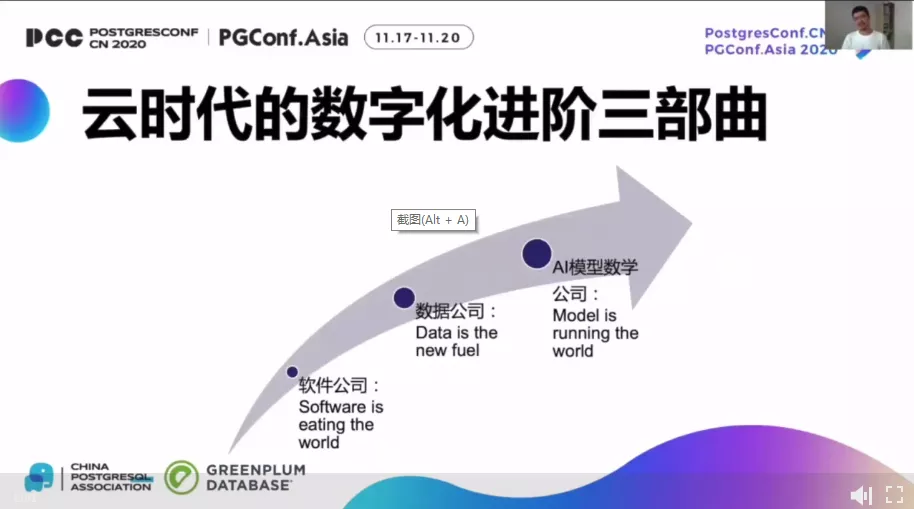 PCC POSTGRESCONF
CN 2020
PGConf.Asia
11.17-11.20
PostgresConf.CN
PGConf.Asia 2020
云时代的数字化进阶三部曲
截图(Alt + A)
AI模型数学
公司：
Model is
running the
world
数据公司：
Data is the
new fuel
软件公司：
Software is
eating the
world
CHINA
POSTGRESQL
ASSOCIATION
GREENPLUM
DATABASE